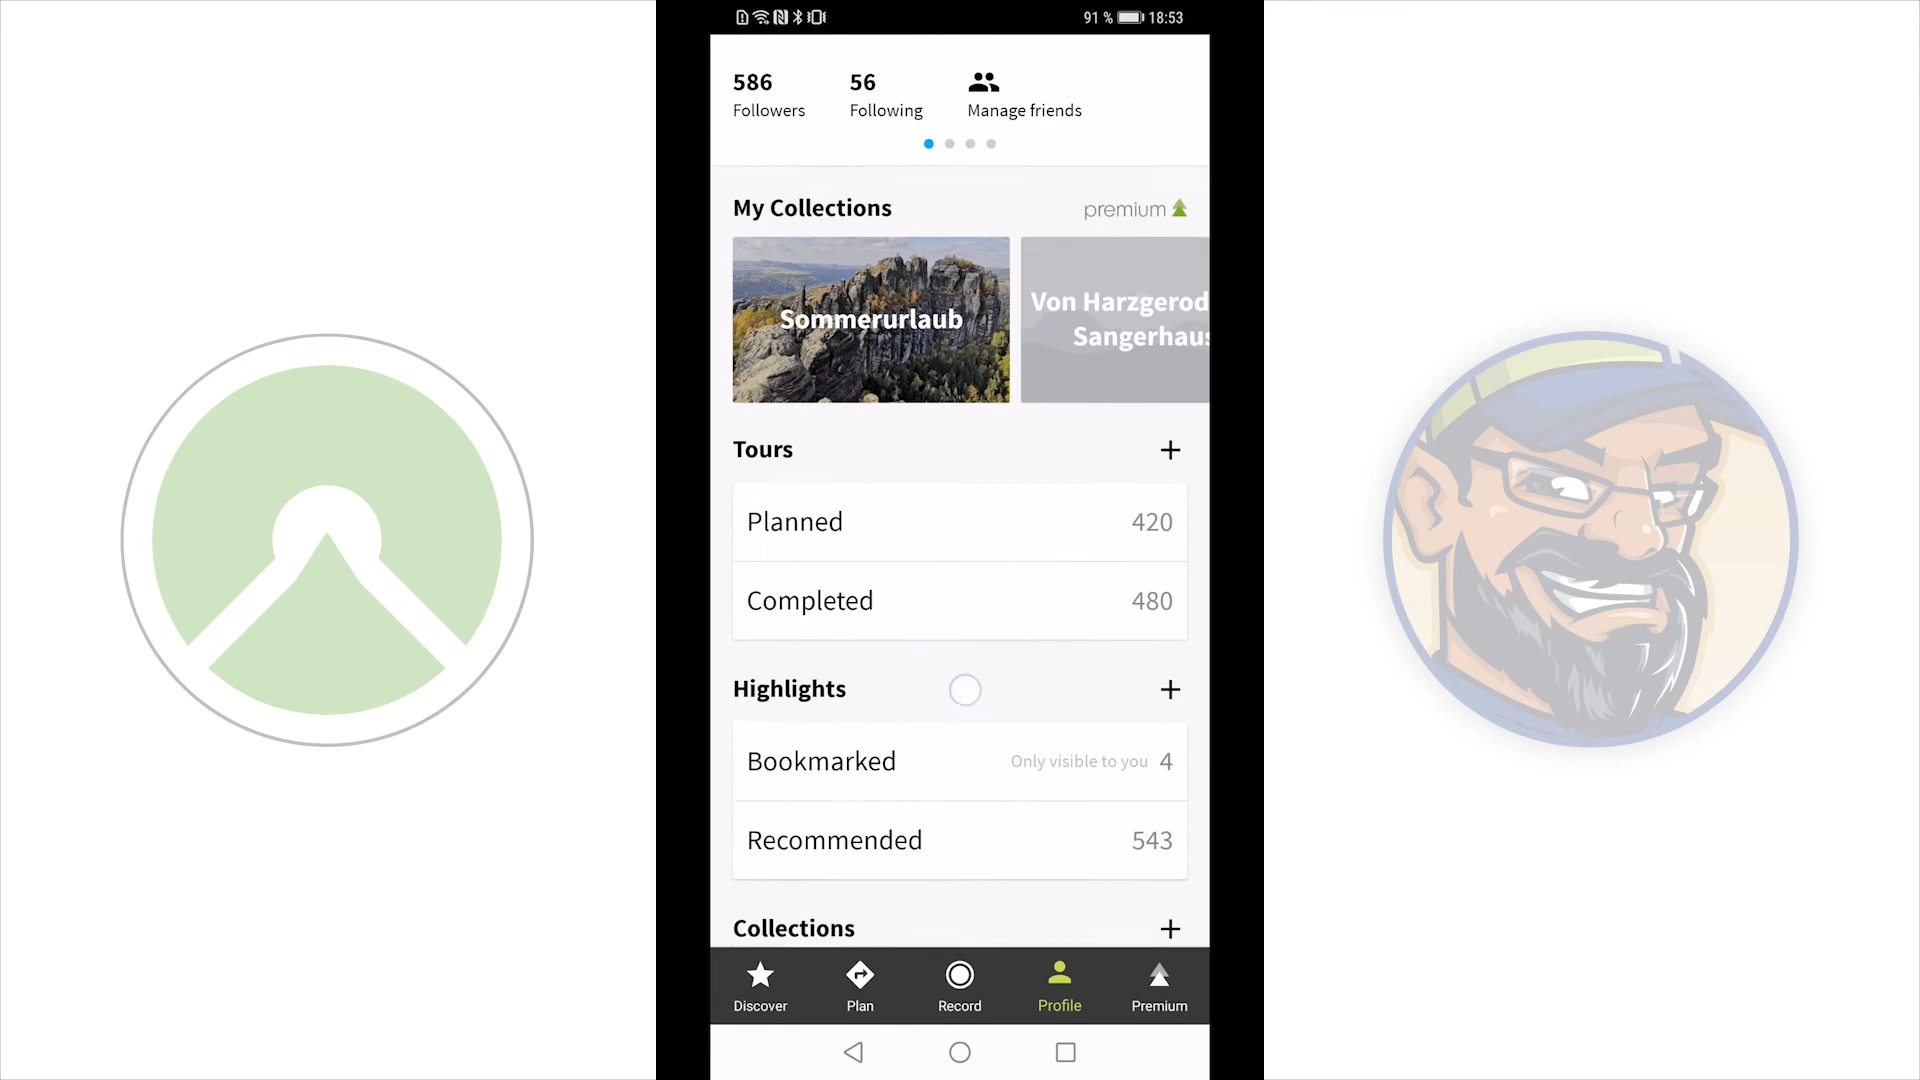 91 % 18:53
586 56
Followers Following Manage friends
My Collections premium
Sommerurlaub
Von Harzgerod
Sangerhaus
Tours
Planned 420
Completed 480
Highlights
Bookmarked Only visible to you 4
Recommended 543
Collections
Discover Plan Record Profile Premium